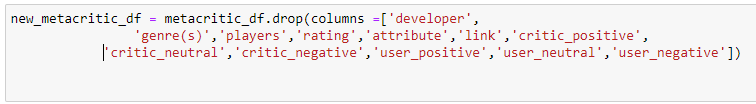 new_metacritic_df = metacritic_df.drop(columns =['developer',
'genre(s)','players','rating','attribute','link','critic_positive',
'critic_neutral','critic_negative','user_positive','user_neutral','user_negative'])